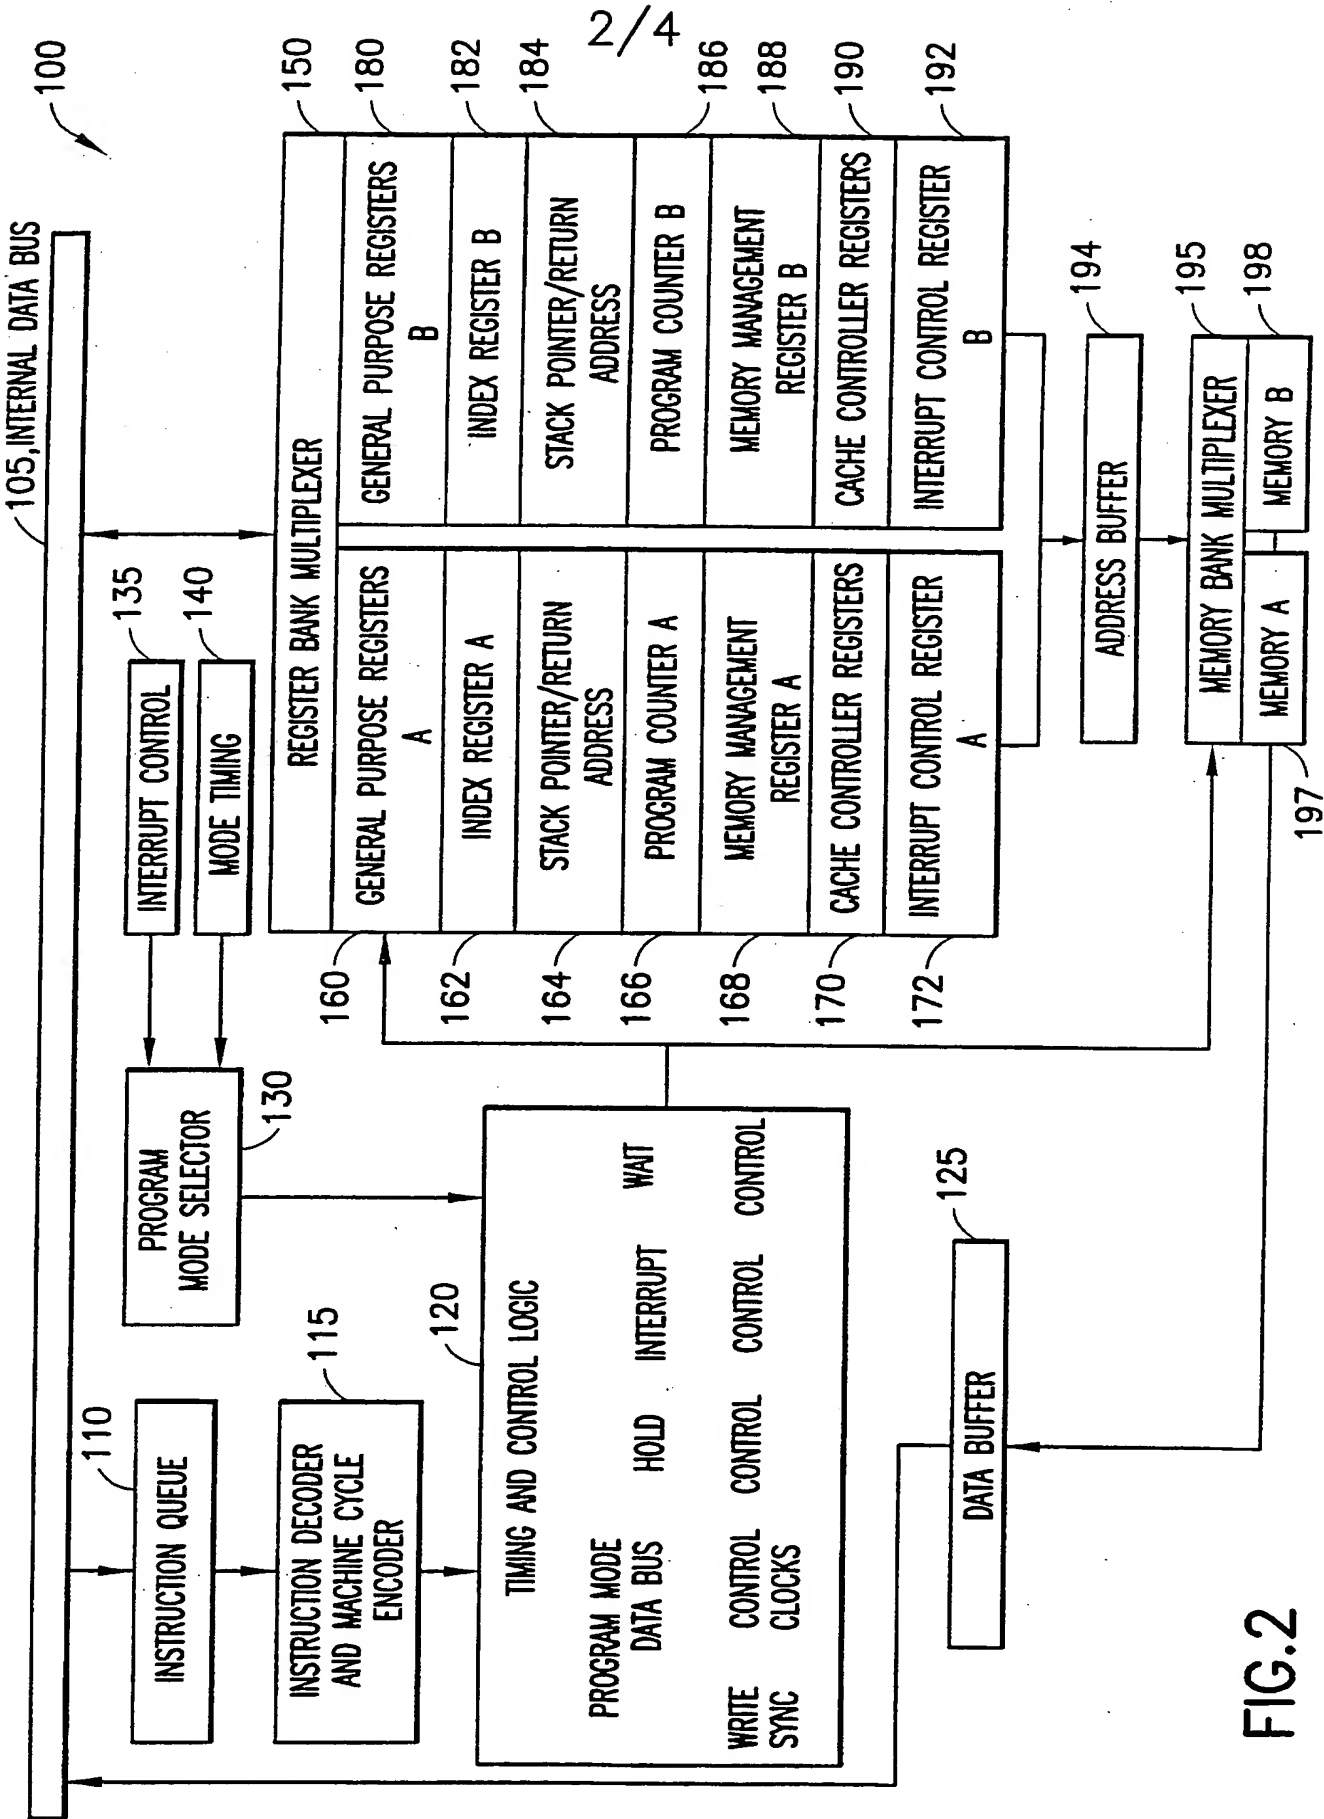 2/4
100
105,INTERNAL DATA BUS
110
INSTRUCTION QUEUE
115
INSTRUCTION DECODER
AND MACHINE CYCLE
ENCODER
PROGRAM
MODE SELECTOR
130
INTERRUPT CONTROL
135
MODE TIMING
140
120
TIMING AND CONTROL LOGIC
PROGRAM MODE
DATA BUS HOLD INTERRUPT WAIT
WRITE CONTROL CONTROL CONTROL CONTROL
SYNC CLOCKS
REGISTER BANK MULTIPLEXER
150
160
GENERAL PURPOSE REGISTERS
A
162
INDEX REGISTER A
164
STACK POINTER/RETURN
ADDRESS
166
PROGRAM COUNTER A
168
MEMORY MANAGEMENT
REGISTER A
170
CACHE CONTROLLER REGISTERS
172
INTERRUPT CONTROL REGISTER
A
GENERAL PURPOSE REGISTERS
B
180
INDEX REGISTER B
182
STACK POINTER/RETURN
ADDRESS
184
PROGRAM COUNTER B
186
MEMORY MANAGEMENT
REGISTER B
188
CACHE CONTROLLER REGISTERS
190
INTERRUPT CONTROL REGISTER
B
192
DATA BUFFER
125
ADDRESS BUFFER
194
MEMORY BANK MULTIPLEXER
195
MEMORY A
197
MEMORY B
198
FIG.2